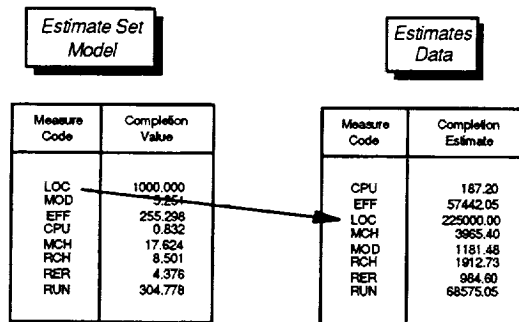 Estimate Set
Model
Measure
Code
Completion
Value
LOC 1000.000
MOD 5.251
EFF 255.298
CPU 0.832
MCH 17.624
RCH 8.501
RER 4.376
RUN 304.778
Estimates
Data
Measure
Code
Completion
Estimate
CPU 187.20
EFF 57442.05
LOC 225000.00
MCH 3965.40
MOD 1181.48
RCH 1912.73
RER 984.60
RUN 68575.05